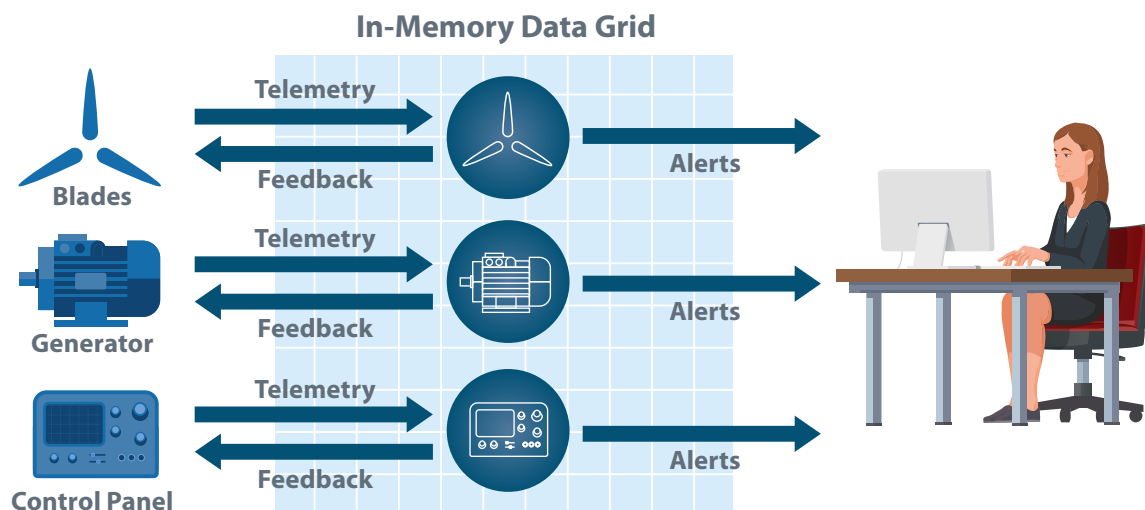 In-Memory Data Grid
Telemetry
Feedback
Alerts
Blades
Telemetry
Feedback
Alerts
Generator
Telemetry
Feedback
Alerts
Control Panel